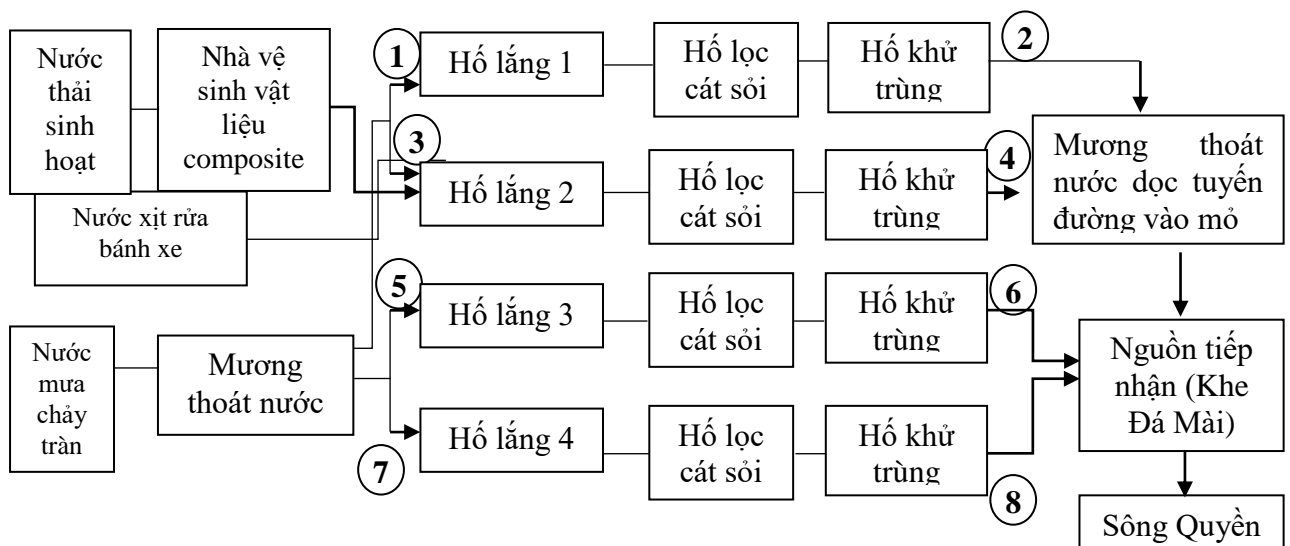 Nước
thải
sinh
hoạt
Nhà vệ
sinh vật
liệu
composite
Nước xịt rửa
bánh xe
1
Hố lắng 1
Hố lọc
cát sỏi
Hố khử
trùng
2
3
Hố lắng 2
Hố lọc
cát sỏi
Hố khử
trùng
4
Mương thoát
nước dọc tuyến
đường vào mỏ
Nước
mưa
chảy
tràn
Mương
thoát nước
5
Hố lắng 3
Hố lọc
cát sỏi
Hố khử
trùng
6
7
Hố lắng 4
Hố lọc
cát sỏi
Hố khử
trùng
8
Nguồn tiếp
nhận (Khe
Đá Mài)
Sông Quyền